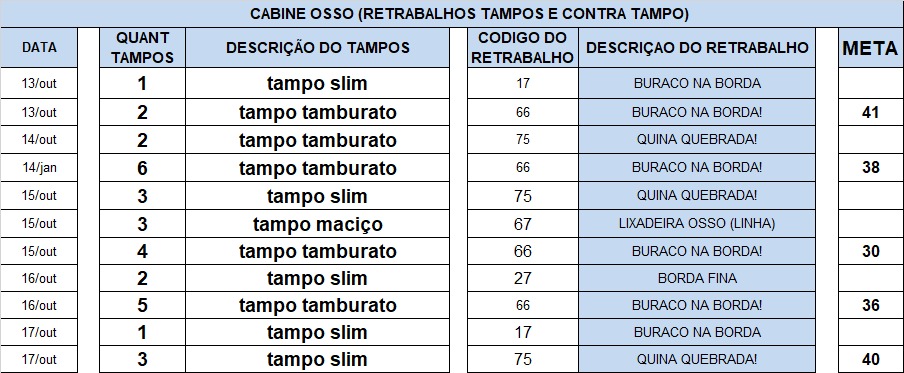 CABINE OSSO (RETRABALHOS TAMPOS E CONTRA TAMPO)
DATA QUANT TAMPOS DESCRIÇÃO DO TAMPOS CODIGO DO RETRABALHO DESCRIÇAO DO RETRABALHO META
13/out 1 tampo slim 17 BURACO NA BORDA
13/out 2 tampo tamburato 66 BURACO NA BORDA! 41
14/out 2 tampo tamburato 75 QUINA QUEBRADA!
14/jan 6 tampo tamburato 66 BURACO NA BORDA! 38
15/out 3 tampo slim 75 QUINA QUEBRADA!
15/out 3 tampo maciço 67 LIXADEIRA OSSO (LINHA)
15/out 4 tampo tamburato 66 BURACO NA BORDA! 30
16/out 2 tampo slim 27 BORDA FINA
16/out 5 tampo tamburato 66 BURACO NA BORDA! 36
17/out 1 tampo slim 17 BURACO NA BORDA
17/out 3 tampo slim 75 QUINA QUEBRADA! 40